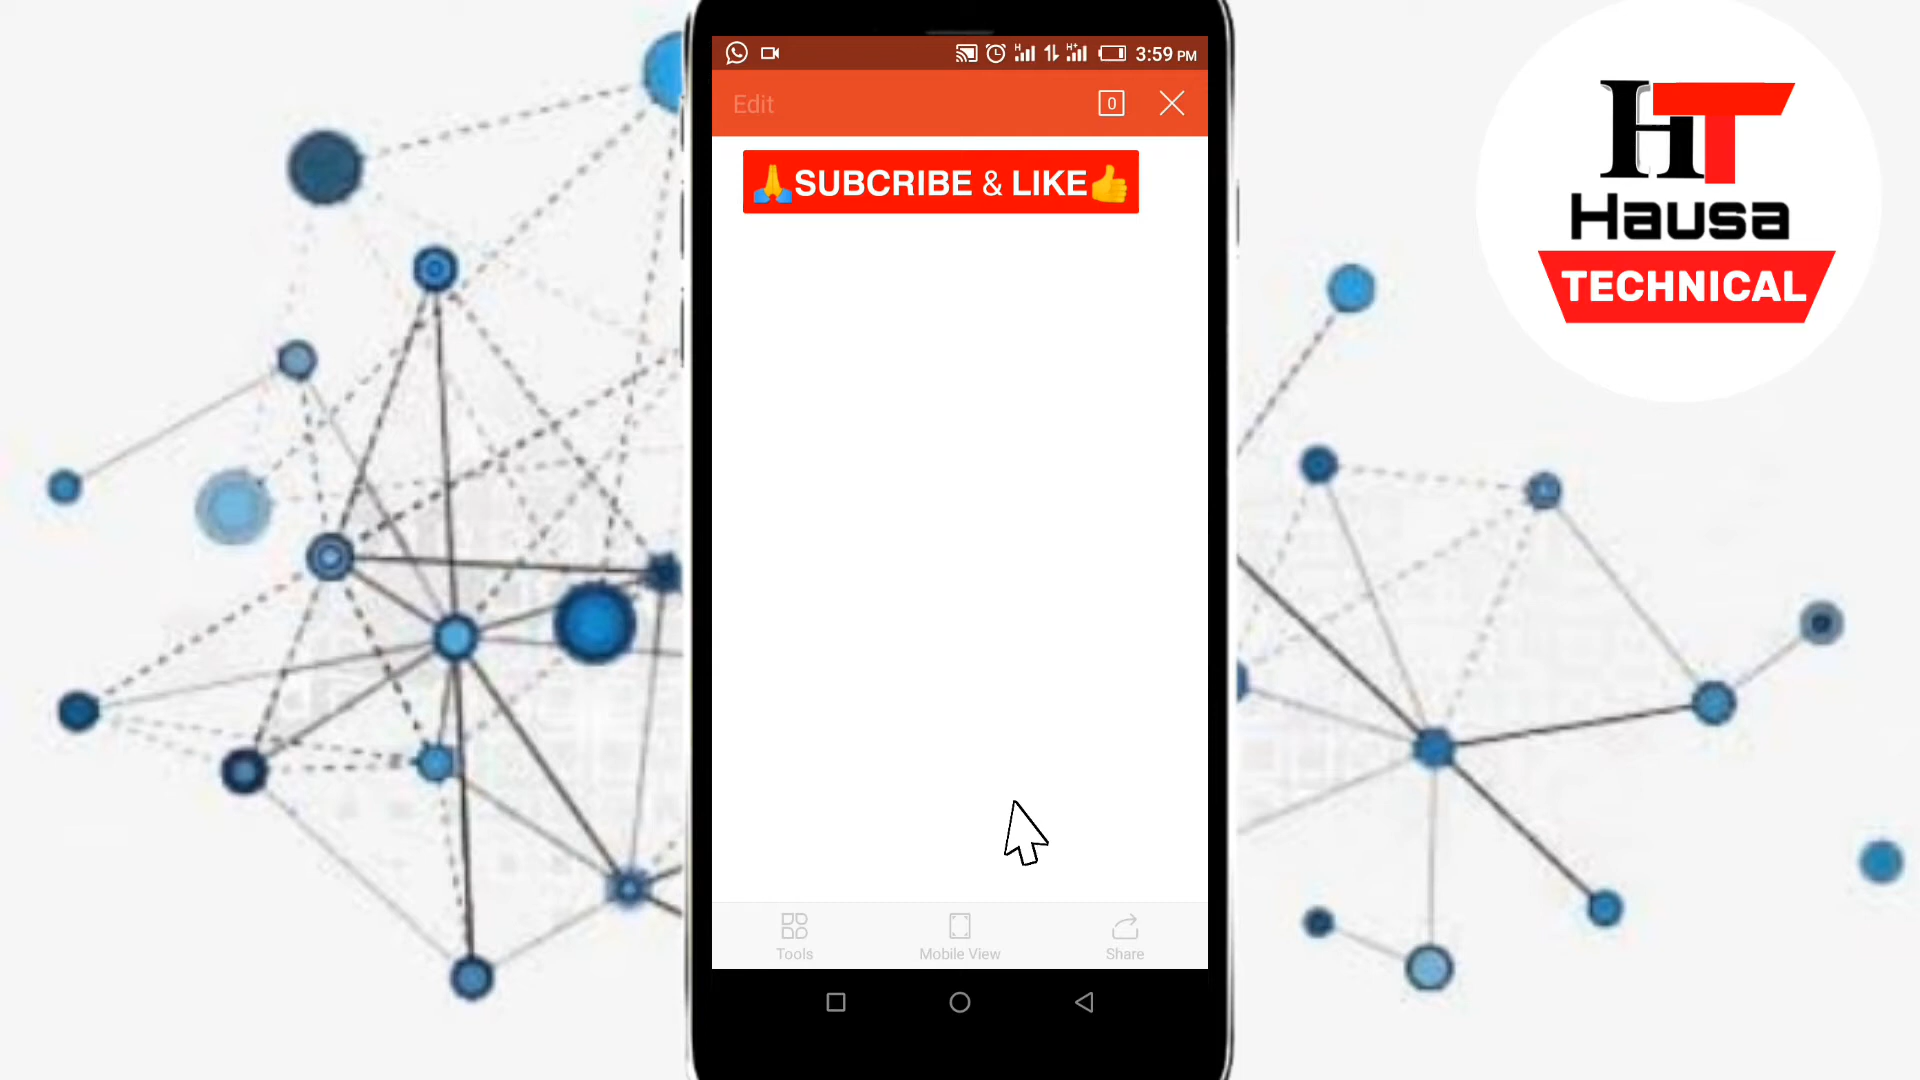 3:59 PM
Edit
0
🙏SUBCRIBE & LIKE👍
HT
Hausa
TECHNICAL
Tools
Mobile View
Share